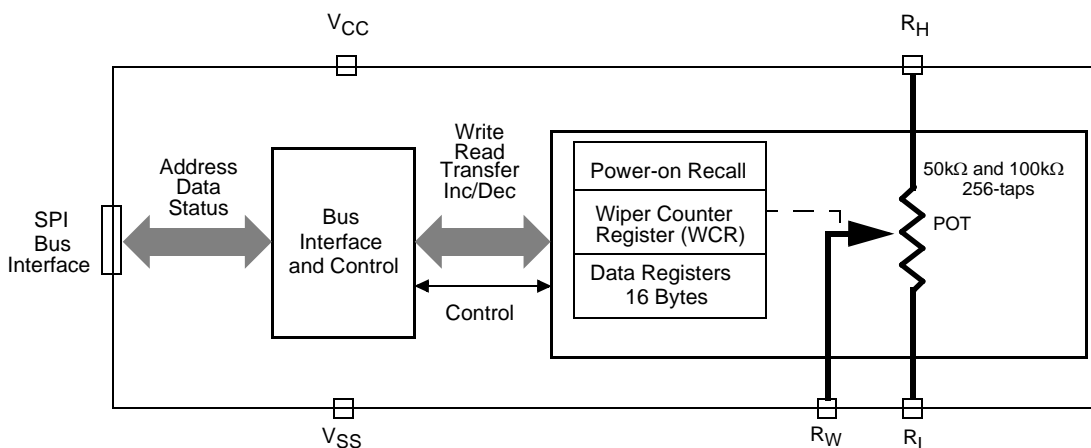 VCC
RH
Write
Read
Transfer
Inc/Dec
Address
Data
Status
Power-on Recall
50kΩ and 100kΩ
256-taps
SPI
Bus
Interface
Bus
Interface
and Control
Wiper Counter
Register (WCR)
POT
Data Registers
16 Bytes
Control
VSS
RW
RL